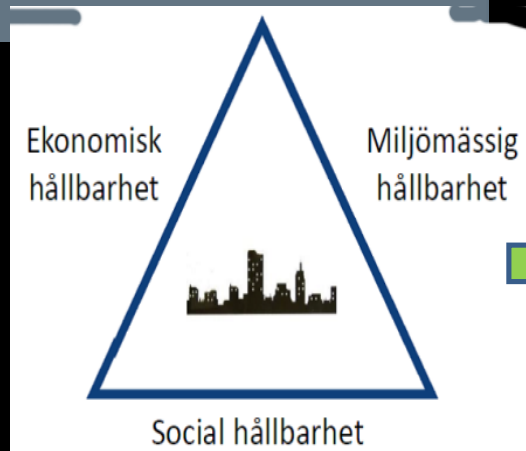 Ekonomisk
hållbarhet
Miljömässig
hållbarhet
Social hållbarhet